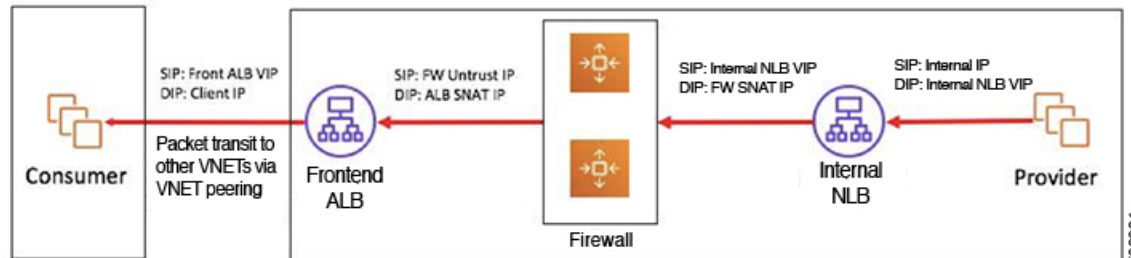 Consumer
SIP: Front ALB VIP
DIP: Client IP
Packet transit to
other VNETs via
VNET peering
Frontend
ALB
SIP: FW Untrust IP
DIP: ALB SNAT IP
Firewall
SIP: Internal NLB VIP
DIP: FW SNAT IP
Internal
NLB
SIP: Internal IP
DIP: Internal NLB VIP
Provider